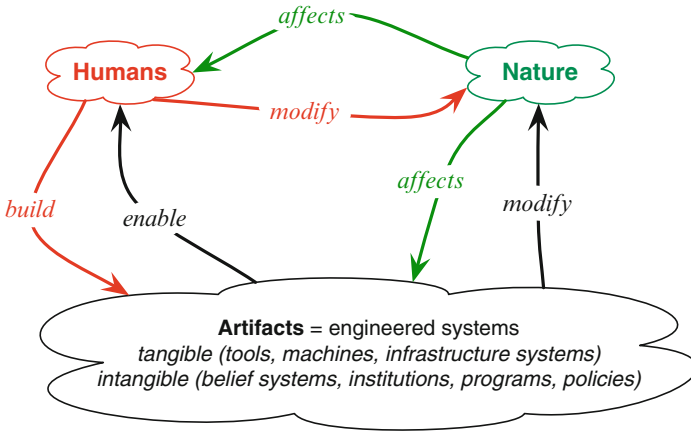 affects
Humans
Nature
modify
affects
build
enable
modify
Artifacts = engineered systems
tangible (tools, machines, infrastructure systems)
intangible (belief systems, institutions, programs, policies)